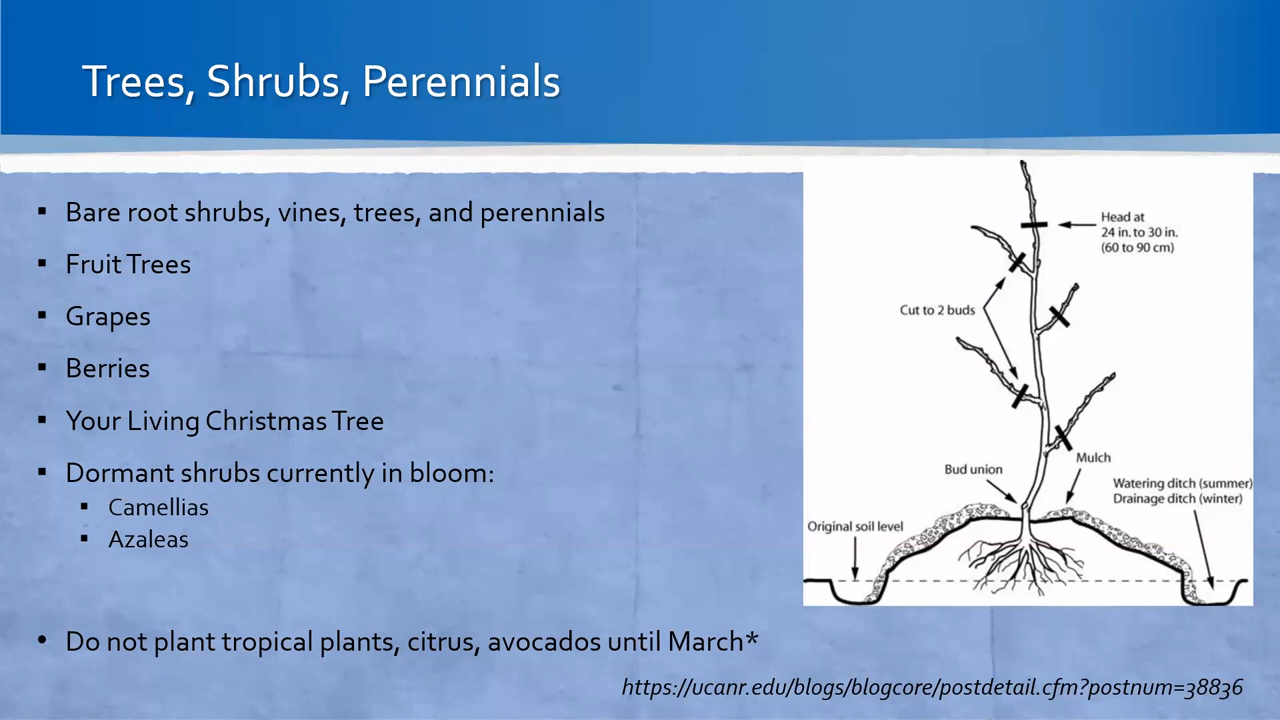 Trees, Shrubs, Perennials
▪ Bare root shrubs, vines, trees, and perennials
▪ Fruit Trees
▪ Grapes
▪ Berries
▪ Your Living Christmas Tree
▪ Dormant shrubs currently in bloom:
▪ Camellias
▪ Azaleas
• Do not plant tropical plants, citrus, avocados until March*
Head at
24 in. to 30 in.
(60 to 90 cm)
Cut to 2 buds
Bud union
Mulch
Watering ditch (summer)
Drainage ditch (winter)
Original soil level
https://ucanr.edu/blogs/blogcore/postdetail.cfm?postnum=38836